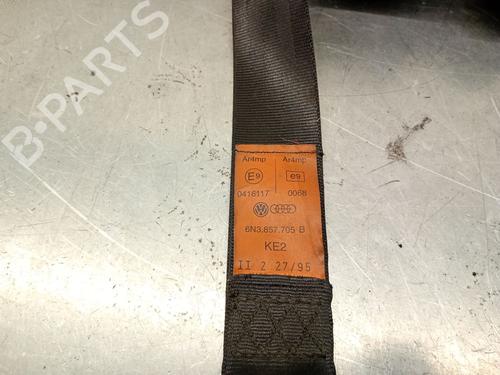 B-PARTS
Ar4mp Ar4mp
E9 e9
0416117 0068
6N3.857.705 B
KE2
II 2 27/95